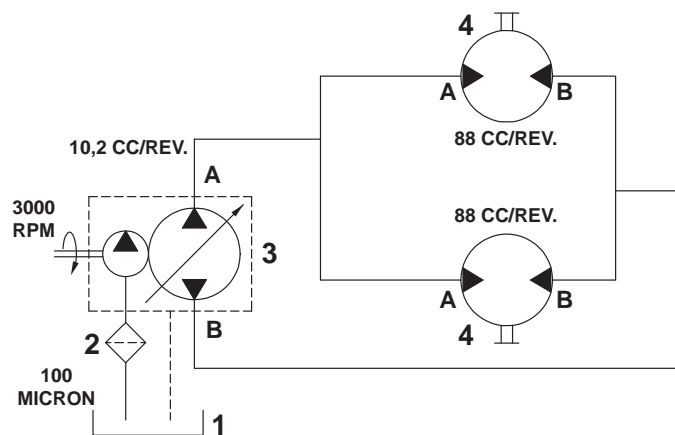 4
A
B
10,2 CC/REV.
88 CC/REV.
A
3000
RPM
88 CC/REV.
3
A
B
B
4
2
100
MICRON
1